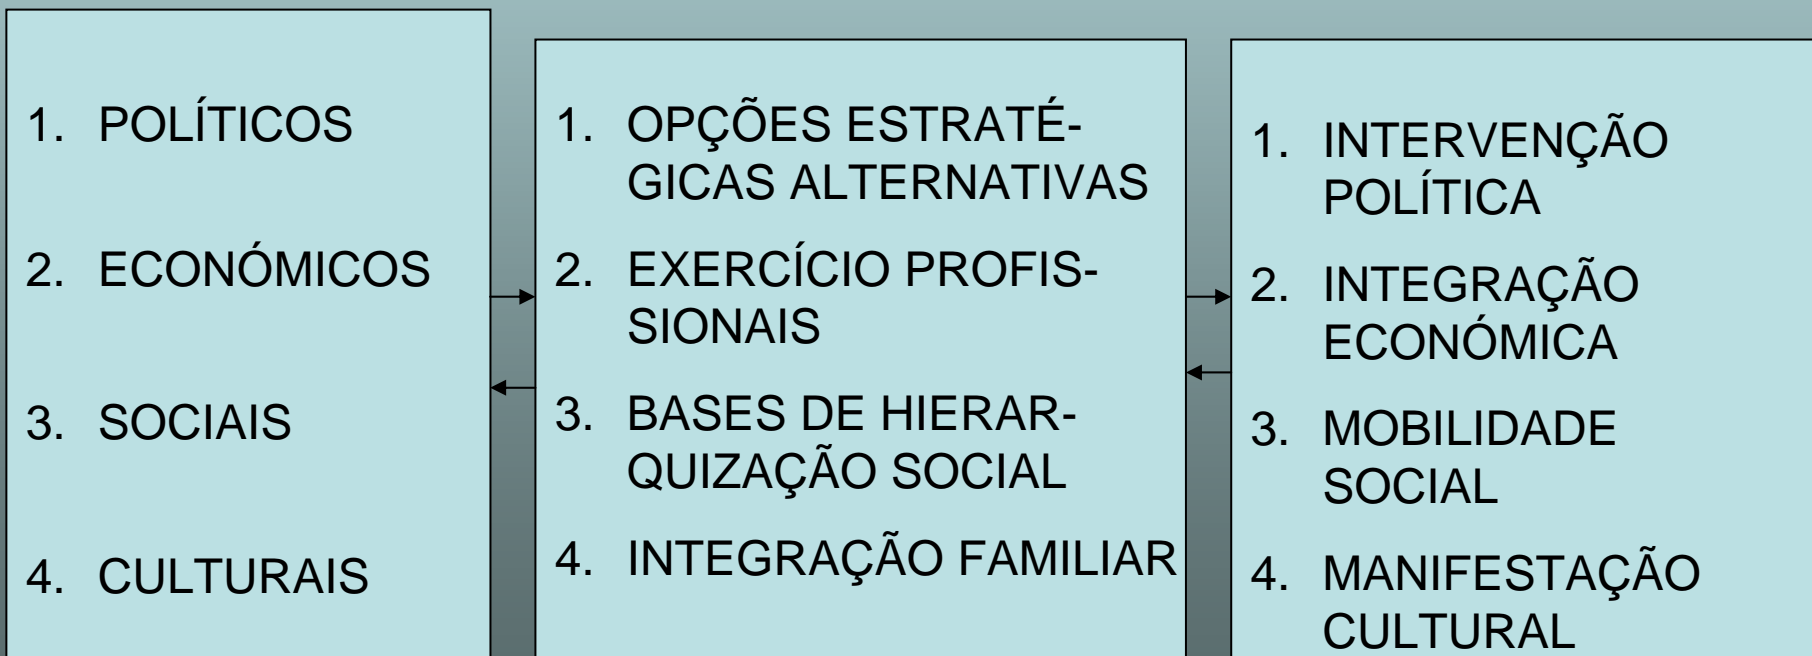 1. POLÍTICOS
2. ECONÓMICOS
3. SOCIAIS
4. CULTURAIS
1. OPÇÕES ESTRATÉ-
GICAS ALTERNATIVAS
2. EXERCÍCIO PROFIS-
SIONAIS
3. BASES DE HIERAR-
QUIZAÇÃO SOCIAL
4. INTEGRAÇÃO FAMILIAR
1. INTERVENÇÃO
POLÍTICA
2. INTEGRAÇÃO
ECONÓMICA
3. MOBILIDADE
SOCIAL
4. MANIFESTAÇÃO
CULTURAL